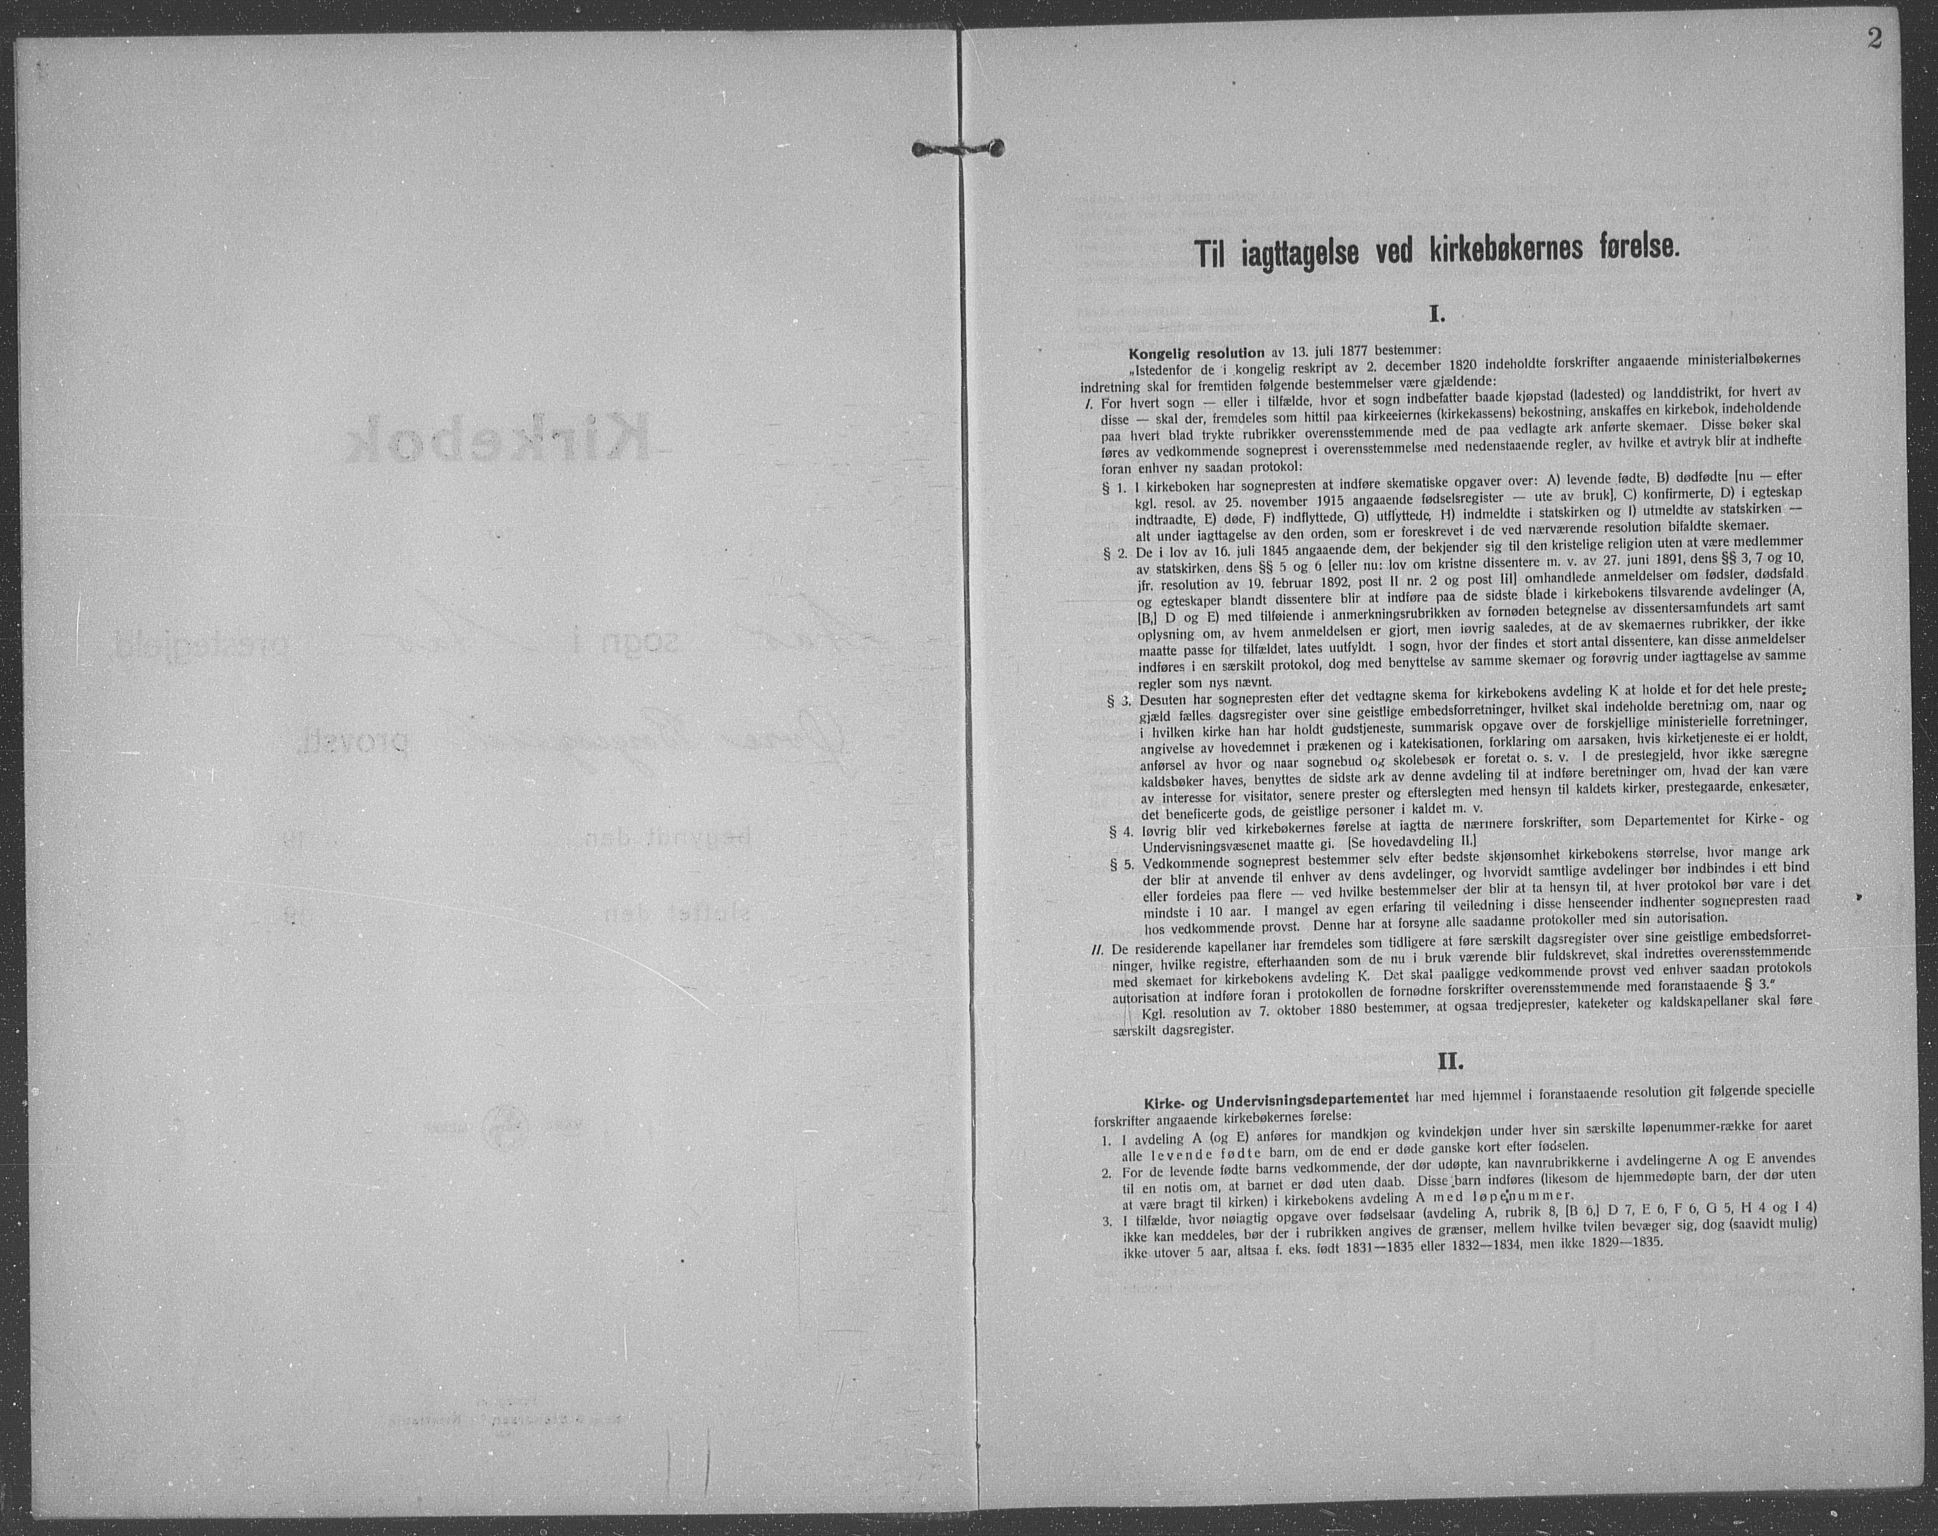 2
Til iagttagelse ved kirkebøkernes førelse.
I.
Kongelig resolution av 13. juli 1877 bestemmer:
„Istedenfor de i kongelig reskript av 2. december 1820 indeholdte forskrifter angaaende ministerialbøkernes
indretning skal for fremtiden følgende bestemmelser være gjældende:
I. For hvert sogn — eller i tilfælde, hvor et sogn indbefatter baade kjøpstad (ladested) og landdistrikt, for hvert av
disse — skal der, fremdeles som hittil paa kirkeeiernes (kirkekassens) bekostning, anskaffes en kirkebok, indeholdende
paa hvert blad trykte rubrikker overensstemmende med de paa vedlagte ark anførte skemaer. Disse bøker skal
føres av vedkommende sogneprest i overensstemmelse med nedenstaaende regler, av hvilke et avtryk blir at indhefte
foran enhver ny saadan protokol:
§ 1. I kirkeboken har sognepresten at indføre skematiske opgaver over: A) levende fødte, B) dødfødte [nu — efter
kgl. resol. av 25. november 1915 angaaende fødselsregister — ute av bruk], C) konfirmerte, D) i egteskap
indtraadte, E) døde, F) indflyttede, G) utflyttede, H) indmeldte i statskirken og I) utmeldte av statskirken —
alt under iagttagelse av den orden, som er foreskrevet i de ved nærværende resolution bifaldte skemaer.
§ 2. De i lov av 16. juli 1845 angaaende dem, der bekjender sig til den kristelige religion uten at være medlemmer
av statskirken, dens §§ 5 og 6 [eller nu: lov om kristne dissentere m. v. av 27. juni 1891, dens §§ 3, 7 og 10,
jfr. resolution av 19. februar 1892, post II nr. 2 og post III] omhandlede anmeldelser om fødsler, dødsfald
og egteskaper blandt dissentere blir at indføre paa de sidste blade i kirkebokens tilsvarende avdelinger (A,
[B,] D og E) med tilføiende i anmerkningsrubrikken av fornøden betegnelse av dissentersamfundets art samt
oplysning om, av hvem anmeldelsen er gjort, men iøvrig saaledes, at de av skemaernes rubrikker, der ikke
maatte passe for tilfældet, lates uutfyldt. I sogn, hvor der findes et stort antal dissentere, kan disse anmeldelser
indføres i en særskilt protokol, dog med benyttelse av samme skemaer og forøvrig under iagttagelse av samme
regler som nys nævnt.
§ 3. Desuten har sognepresten efter det vedtagne skema for kirkebokens avdeling K at holde et for det hele preste-
gjæld fælles dagsregister over sine geistlige embedsforretninger, hvilket skal indeholde beretning om, naar og
i hvilken kirke han har holdt gudstjeneste, summarisk opgave over de forskjellige ministerielle forretninger,
angivelse av hovedemnet i prækenen og i katekisationen, forklaring om aarsaken, hvis kirketjeneste ei er holdt,
anførsel av hvor og naar sognebud og skolebesøk er foretat o. s. v. I de prestegjeld, hvor ikke særegne
kaldsbøker haves, benyttes de sidste ark av denne avdeling til at indføre beretninger om, hvad der kan være
av interesse for visitator, senere prester og efterslegten med hensyn til kaldets kirker, prestegaarde, enkesæter,
det beneficerte gods, de geistlige personer i kaldet m. v.
§ 4. Iøvrig blir ved kirkebøkernes førelse at iagtta de nærmere forskrifter, som Departementet for Kirke- og
Undervisningsvæsenet maatte gi. [Se hovedavdeling II.]
§ 5. Vedkommende sogneprest bestemmer selv efter bedste skjønsomhet kirkebokens størrelse, hvor mange ark
der blir at anvende til enhver av dens avdelinger, og hvorvidt samtlige avdelinger bør indbindes i ett bind
eller fordeles paa flere — ved hvilke bestemmelser der blir at ta hensyn til, at hver protokol bør vare i det
mindste i 10 aar. I mangel av egen erfaring til veiledning i disse henseender indhenter sognepresten raad
hos vedkommende provst. Denne har at forsyne alle saadanne protokoller med sin autorisation.
II. De residerende kapellaner har fremdeles som tidligere at føre særskilt dagsregister over sine geistlige embedsforret-
ninger, hvilke registre, efterhaanden som de nu i bruk værende blir fuldskrevet, skal indrettes overensstemmende
med skemaet for kirkebokens avdeling K. Det skal paaligge vedkommende provst ved enhver saadan protokols
autorisation at indføre foran i protokollen de fornødne forskrifter overensstemmende med foranstaaende § 3."
Kgl. resolution av 7. oktober 1880 bestemmer, at ogsaa tredjeprester, kateketer og kaldskapellaner skal føre
særskilt dagsregister.
II.
Kirke- og Undervisningsdepartementet har med hjemmel i foranstaaende resolution git følgende specielle
forskrifter angaaende kirkebøkernes førelse:
1. I avdeling A (og E) anføres for mandkjøn og kvindekjøn under hver sin særskilte løpenummer-række for aaret
alle levende fødte barn, om de end er døde ganske kort efter fødselen.
2. For de levende fødte barns vedkommende, der dør udøpte, kan navnrubrikkerne i avdelingerne A og E anvendes
til en notis om, at barnet er død uten daab. Disse barn indføres (likesom de hjemmedøpte barn, der dør uten
at være bragt til kirken) i kirkebokens avdeling A med løpenummer.
3. I tilfælde, hvor nøiagtig opgave over fødselsaar (avdeling A, rubrik 8, [B 6,] D 7, E 6, F 6, G 5, H 4 og I 4)
ikke kan meddeles, bør der i rubrikken angives de grænser, mellem hvilke tvilen bevæger sig, dog (saavidt mulig)
ikke utover 5 aar, altsaa f. eks. født 1831—1835 eller 1832—1834, men ikke 1829—1835.